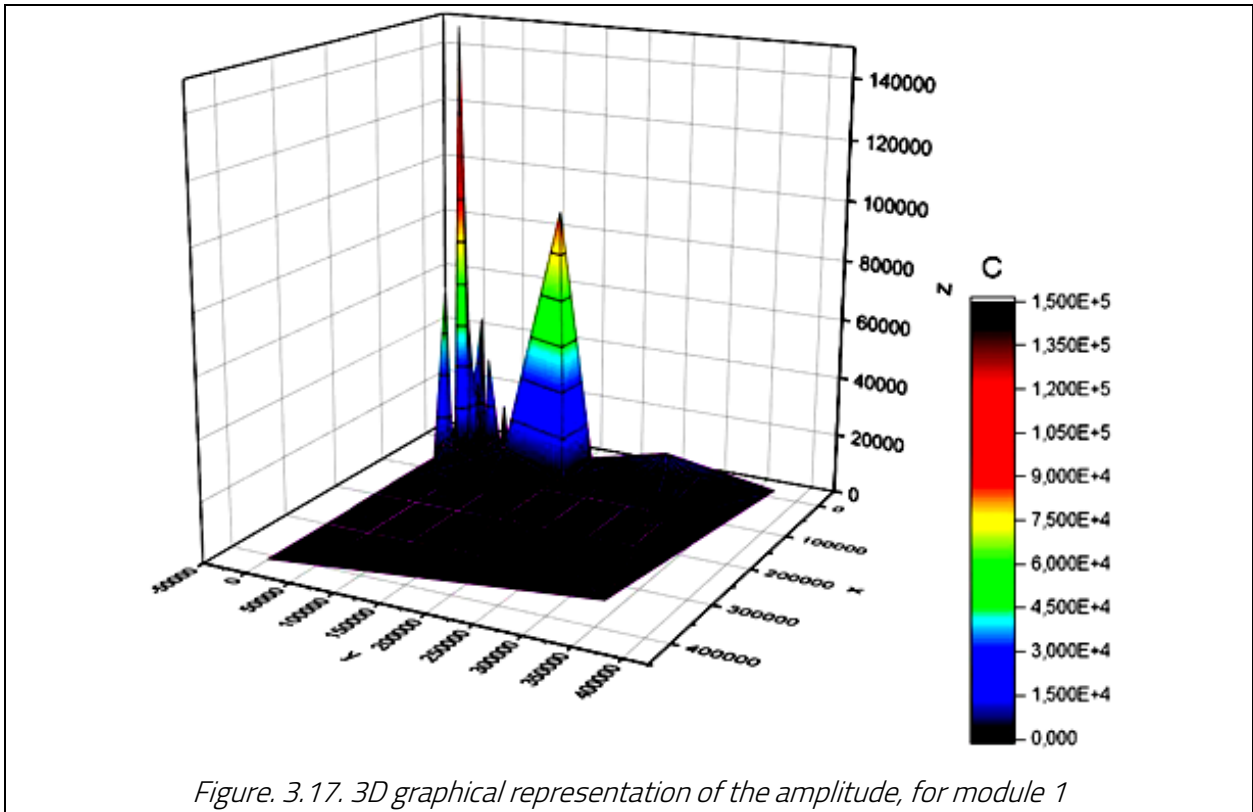 140000
120000
100000
80000
60000
40000
20000
0
Z
0
100000
200000
300000
400000
X
-50000
0
50000
100000
150000
200000
250000
300000
350000
400000
Y
C
1,500E+5
1,350E+5
1,200E+5
1,050E+5
9,000E+4
7,500E+4
6,000E+4
4,500E+4
3,000E+4
1,500E+4
0,000
Figure. 3.17. 3D graphical representation of the amplitude, for module 1